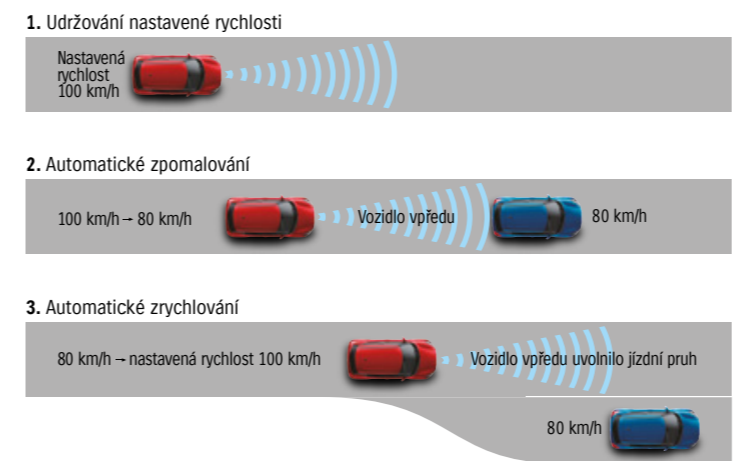 1. Udržování nastavené rychlosti
Nastavená
rychlost
100 km/h
2. Automatické zpomalování
100 km/h → 80 km/h
Vozidlo vpředu
80 km/h
3. Automatické zrychlování
80 km/h → nastavená rychlost 100 km/h
Vozidlo vpředu uvolnilo jízdní pruh
80 km/h